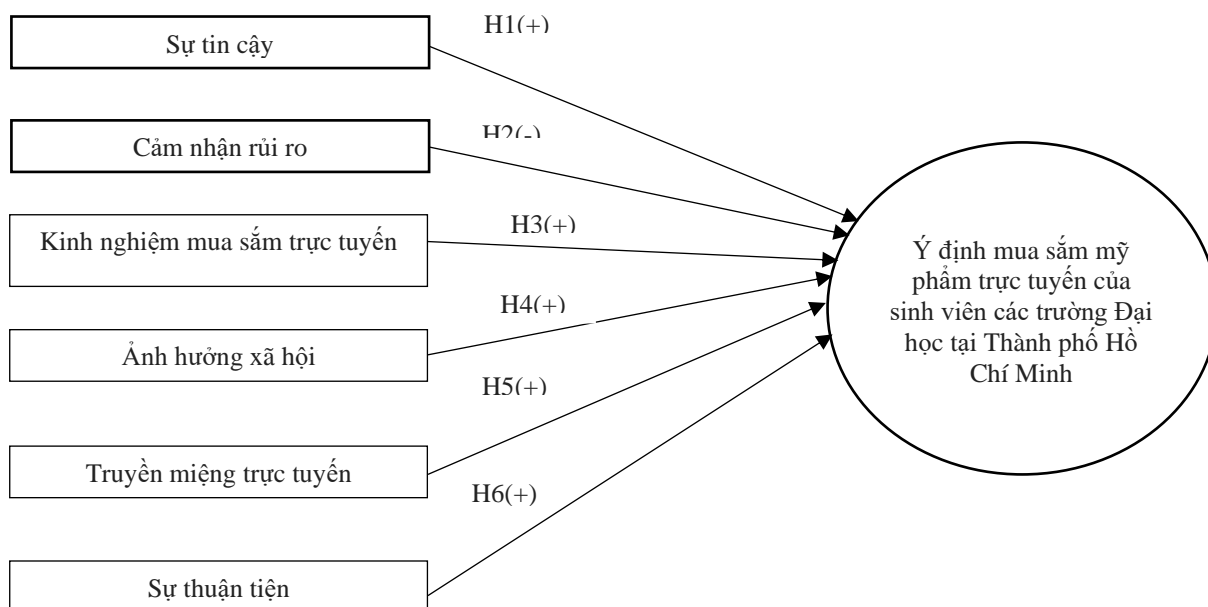 H1(+)
Sự tin cậy
H2(-)
Cảm nhận rủi ro
H3(+)
Kinh nghiệm mua sắm trực tuyến
H4(+)
Ảnh hưởng xã hội
H5(+)
Truyền miệng trực tuyến
H6(+)
Sự thuận tiện
Ý định mua sắm mỹ
phẩm trực tuyến của
sinh viên các trường Đại
học tại Thành phố Hồ
Chí Minh